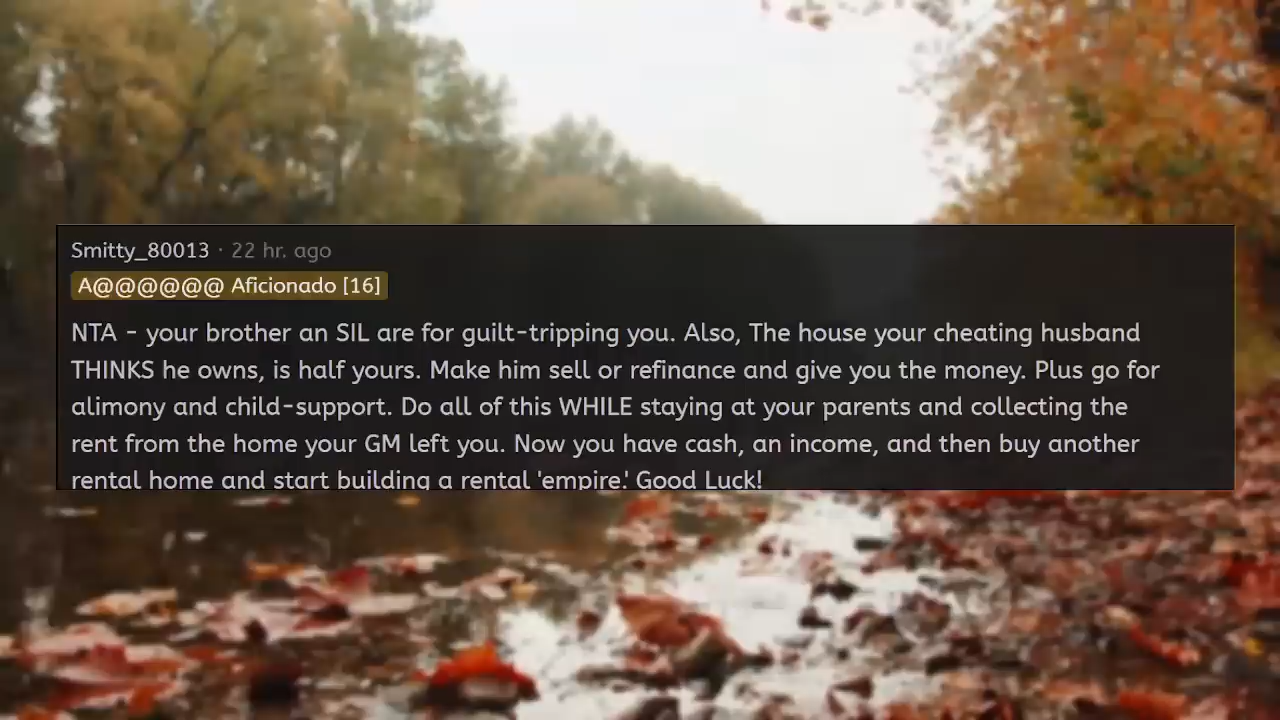 Smitty_80013 · 22 hr. ago
A@@@@@@ Aficionado [16]
NTA - your brother an SIL are for guilt-tripping you. Also, The house your cheating husband
THINKS he owns, is half yours. Make him sell or refinance and give you the money. Plus go for
alimony and child-support. Do all of this WHILE staying at your parents and collecting the
rent from the home your GM left you. Now you have cash, an income, and then buy another
rental home and start building a rental 'empire.' Good Luck!